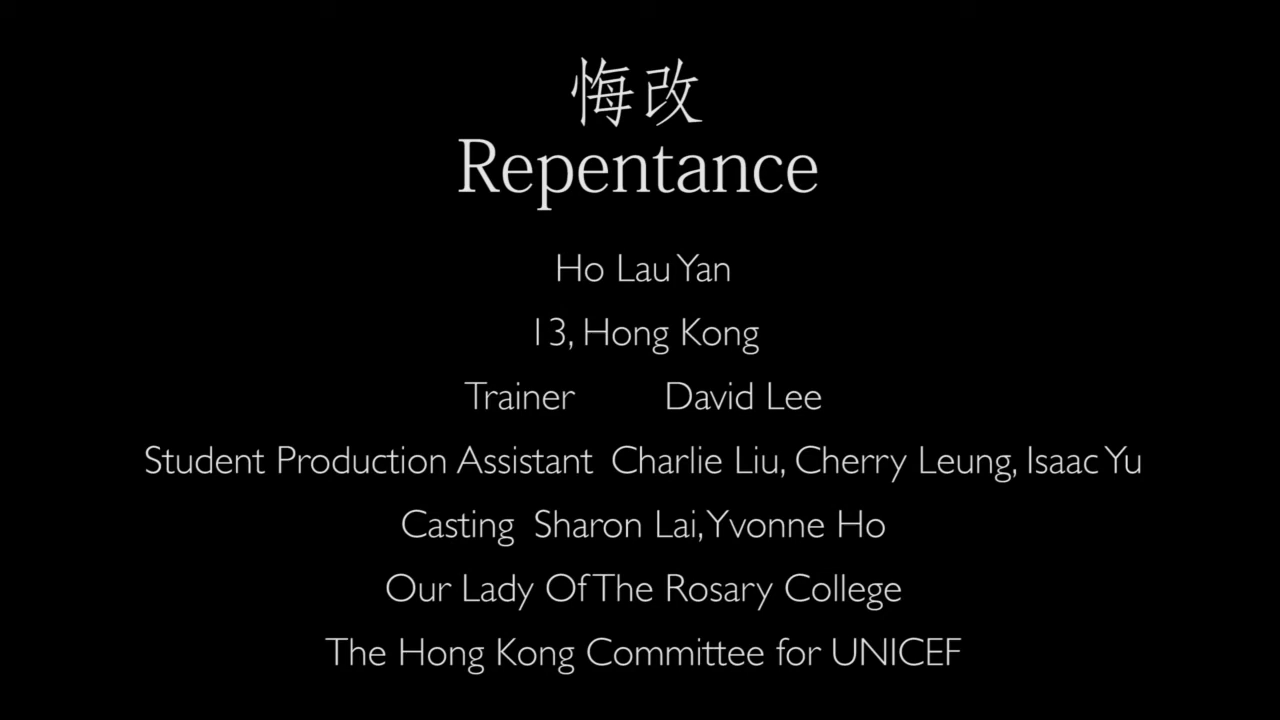 悔改
Repentance
Ho Lau Yan
13, Hong Kong
Trainer David Lee
Student Production Assistant Charlie Liu, Cherry Leung, Isaac Yu
Casting Sharon Lai, Yvonne Ho
Our Lady Of The Rosary College
The Hong Kong Committee for UNICEF